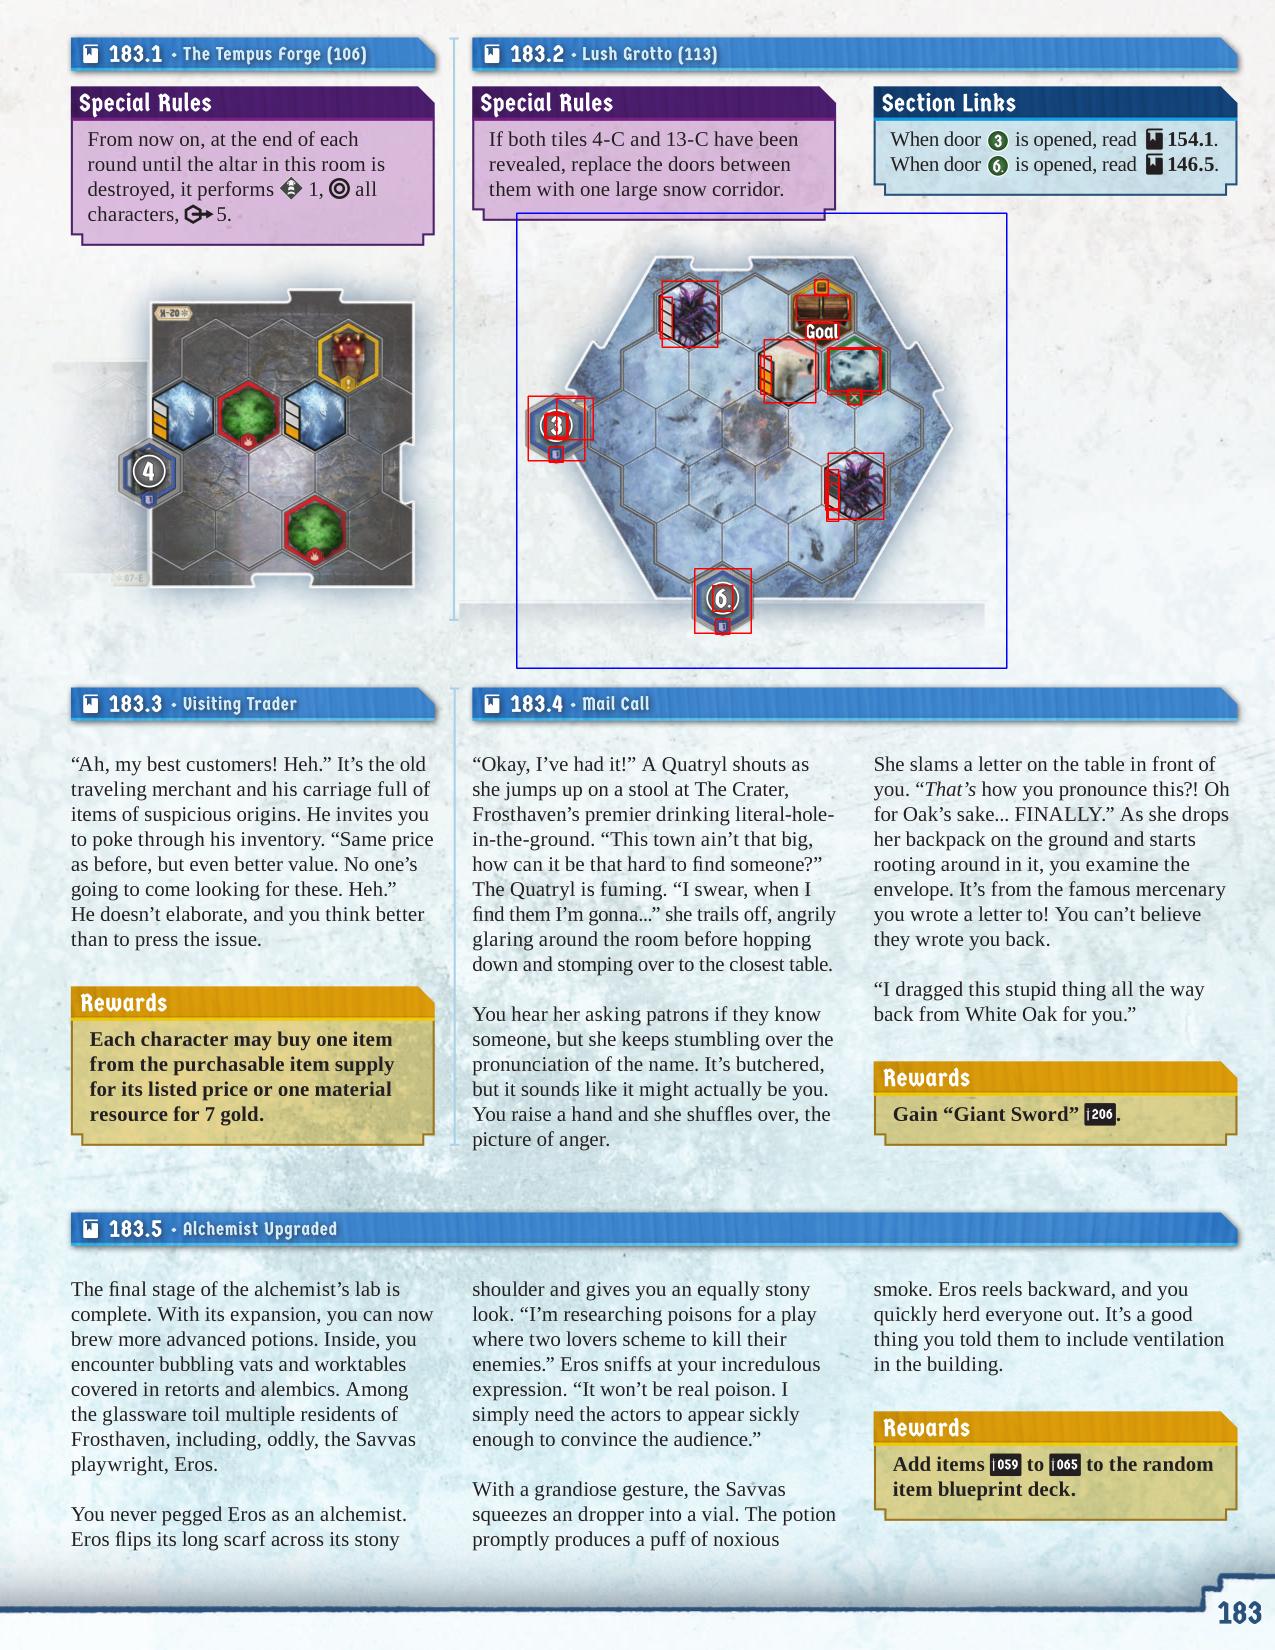 183.1 • The Tempus Forge (106)
Special Rules
From now on, at the end of each
round until the altar in this room is
destroyed, it performs 1, all
characters, 5.
4
183.2 • Lush Grotto (113)
Special Rules
If both tiles 4-C and 13-C have been
revealed, replace the doors between
them with one large snow corridor.
Section Links
When door 3 is opened, read 154.1.
When door 6. is opened, read 146.5.
Goal
3
6.
183.3 • Visiting Trader
“Ah, my best customers! Heh.” It’s the old
traveling merchant and his carriage full of
items of suspicious origins. He invites you
to poke through his inventory. “Same price
as before, but even better value. No one’s
going to come looking for these. Heh.”
He doesn’t elaborate, and you think better
than to press the issue.
Rewards
Each character may buy one item
from the purchasable item supply
for its listed price or one material
resource for 7 gold.
183.4 • Mail Call
“Okay, I’ve had it!” A Quatryl shouts as
she jumps up on a stool at The Crater,
Frosthaven’s premier drinking literal-hole-
in-the-ground. “This town ain’t that big,
how can it be that hard to find someone?”
The Quatryl is fuming. “I swear, when I
find them I’m gonna...” she trails off, angrily
glaring around the room before hopping
down and stomping over to the closest table.
You hear her asking patrons if they know
someone, but she keeps stumbling over the
pronunciation of the name. It’s butchered,
but it sounds like it might actually be you.
You raise a hand and she shuffles over, the
picture of anger.
She slams a letter on the table in front of
you. “That’s how you pronounce this?! Oh
for Oak’s sake... FINALLY.” As she drops
her backpack on the ground and starts
rooting around in it, you examine the
envelope. It’s from the famous mercenary
you wrote a letter to! You can’t believe
they wrote you back.
“I dragged this stupid thing all the way
back from White Oak for you.”
Rewards
Gain “Giant Sword” 206.
183.5 • Alchemist Upgraded
The final stage of the alchemist’s lab is
complete. With its expansion, you can now
brew more advanced potions. Inside, you
encounter bubbling vats and worktables
covered in retorts and alembics. Among
the glassware toil multiple residents of
Frosthaven, including, oddly, the Savvas
playwright, Eros.
You never pegged Eros as an alchemist.
Eros flips its long scarf across its stony
shoulder and gives you an equally stony
look. “I’m researching poisons for a play
where two lovers scheme to kill their
enemies.” Eros sniffs at your incredulous
expression. “It won’t be real poison. I
simply need the actors to appear sickly
enough to convince the audience.”
With a grandiose gesture, the Savvas
squeezes an dropper into a vial. The potion
promptly produces a puff of noxious
smoke. Eros reels backward, and you
quickly herd everyone out. It’s a good
thing you told them to include ventilation
in the building.
Rewards
Add items 059 to 065 to the random
item blueprint deck.
183